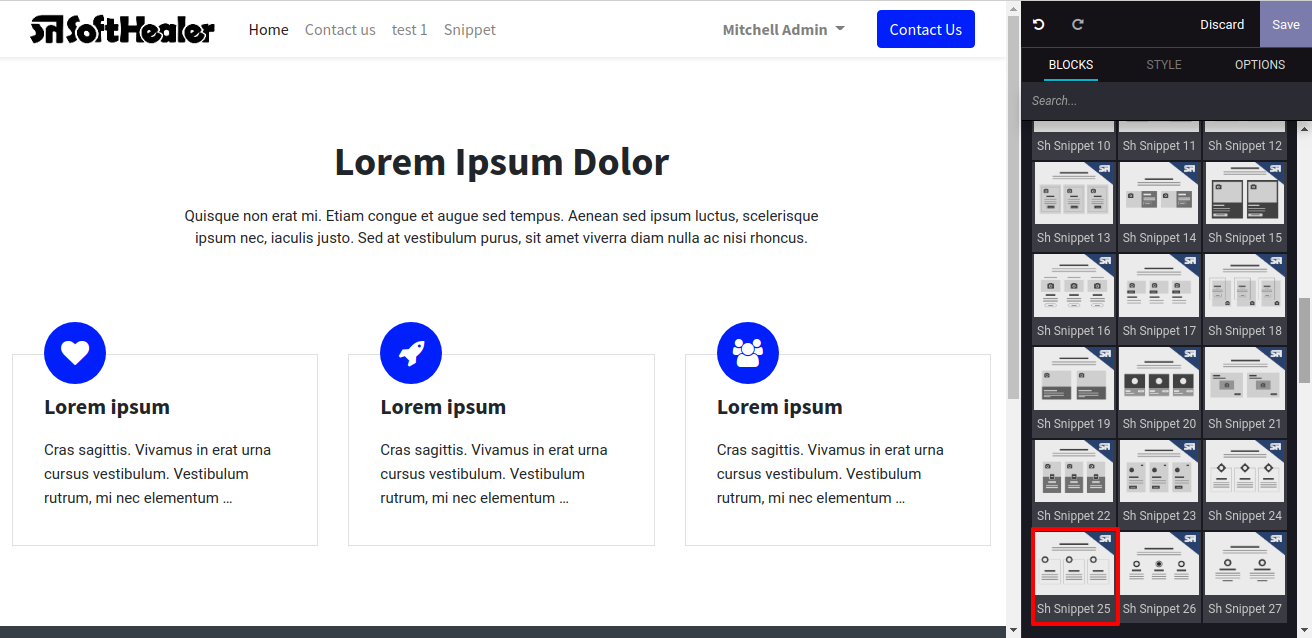 SoftHealer
Home Contact us test 1 Snippet Mitchell Admin Contact Us
Discard Save
BLOCKS STYLE OPTIONS
Search...
Lorem Ipsum Dolor
Quisque non erat mi. Etiam congue et augue sed tempus. Aenean sed ipsum luctus, scelerisque
ipsum nec, iaculis justo. Sed at vestibulum purus, sit amet viverra diam nulla ac nisi rhoncus.
Lorem ipsum
Cras sagittis. Vivamus in erat urna
cursus vestibulum. Vestibulum
rutrum, mi nec elementum ...
Lorem ipsum
Cras sagittis. Vivamus in erat urna
cursus vestibulum. Vestibulum
rutrum, mi nec elementum ...
Lorem ipsum
Cras sagittis. Vivamus in erat urna
cursus vestibulum. Vestibulum
rutrum, mi nec elementum ...
Sh Snippet 10 Sh Snippet 11 Sh Snippet 12
Sh Snippet 13 Sh Snippet 14 Sh Snippet 15
Sh Snippet 16 Sh Snippet 17 Sh Snippet 18
Sh Snippet 19 Sh Snippet 20 Sh Snippet 21
Sh Snippet 22 Sh Snippet 23 Sh Snippet 24
Sh Snippet 25 Sh Snippet 26 Sh Snippet 27